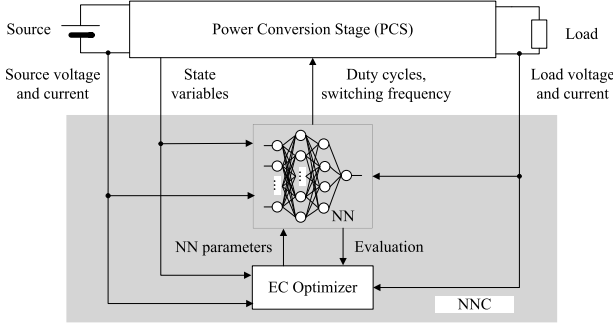 Source
Power Conversion Stage (PCS)
Load
Source voltage
and current
State
variables
Duty cycles,
switching frequency
Load voltage
and current
NN
NN parameters
Evaluation
EC Optimizer
NNC